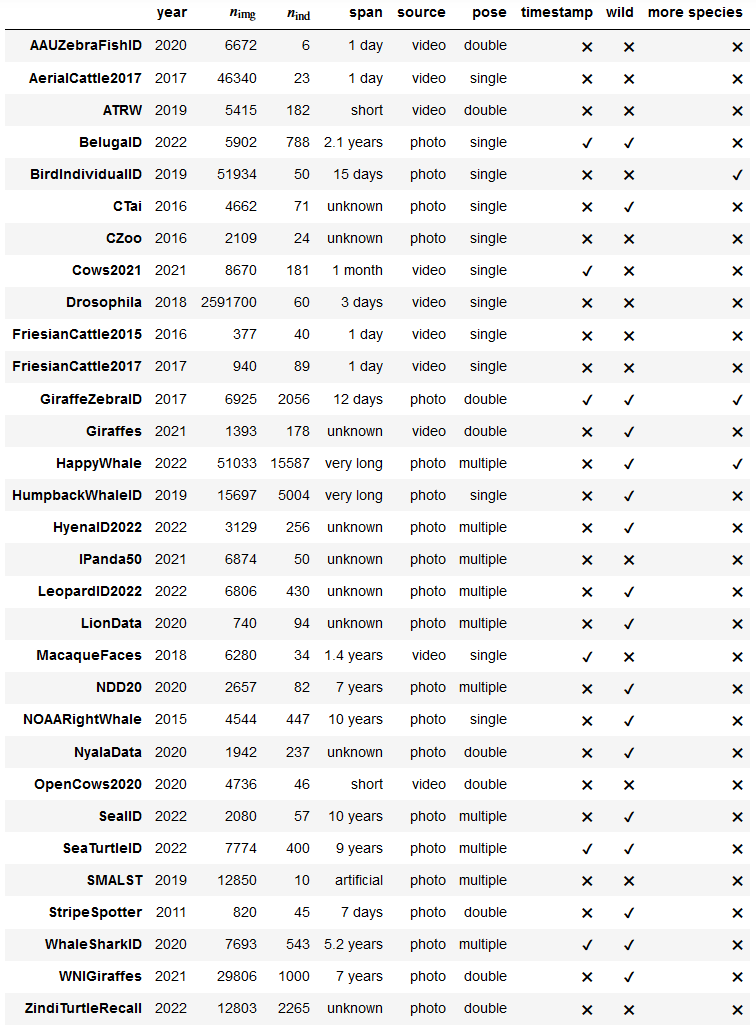 year n_img n_ind span source pose timestamp wild more species
AAUZebraFishID 2020 6672 6 1 day video double ✗ ✗ ✗
AerialCattle2017 2017 46340 23 1 day video single ✗ ✗ ✗
ATRW 2019 5415 182 short video double ✗ ✗ ✗
BelugaID 2022 5902 788 2.1 years photo single ✓ ✓ ✗
BirdIndividualID 2019 51934 50 15 days photo single ✗ ✗ ✓
CTai 2016 4662 71 unknown photo single ✗ ✓ ✗
CZoo 2016 2109 24 unknown photo single ✗ ✗ ✗
Cows2021 2021 8670 181 1 month video single ✓ ✗ ✗
Drosophila 2018 2591700 60 3 days video single ✗ ✗ ✗
FriesianCattle2015 2016 377 40 1 day video single ✗ ✗ ✗
FriesianCattle2017 2017 940 89 1 day video single ✗ ✗ ✗
GiraffeZebraID 2017 6925 2056 12 days photo double ✓ ✓ ✓
Giraffes 2021 1393 178 unknown video double ✗ ✓ ✗
HappyWhale 2022 51033 15587 very long photo multiple ✗ ✓ ✓
HumpbackWhaleID 2019 15697 5004 very long photo single ✗ ✓ ✗
HyenaID2022 2022 3129 256 unknown photo multiple ✗ ✓ ✗
IPanda50 2021 6874 50 unknown photo multiple ✗ ✗ ✗
LeopardID2022 2022 6806 430 unknown photo multiple ✗ ✓ ✗
LionData 2020 740 94 unknown photo multiple ✗ ✓ ✗
MacaqueFaces 2018 6280 34 1.4 years video single ✓ ✗ ✗
NDD20 2020 2657 82 7 years photo multiple ✗ ✓ ✗
NOAARightWhale 2015 4544 447 10 years photo single ✗ ✓ ✗
NyalaData 2020 1942 237 unknown photo double ✗ ✓ ✗
OpenCows2020 2020 4736 46 short video double ✗ ✗ ✗
SealID 2022 2080 57 10 years photo multiple ✗ ✓ ✗
SeaTurtleID 2022 7774 400 9 years photo multiple ✓ ✓ ✗
SMALST 2019 12850 10 artificial photo multiple ✗ ✗ ✗
StripeSpotter 2011 820 45 7 days photo double ✗ ✓ ✗
WhaleSharkID 2020 7693 543 5.2 years photo multiple ✓ ✓ ✗
WNIGiraffes 2021 29806 1000 7 years photo double ✗ ✓ ✗
ZindiTurtleRecall 2022 12803 2265 unknown photo double ✗ ✗ ✗